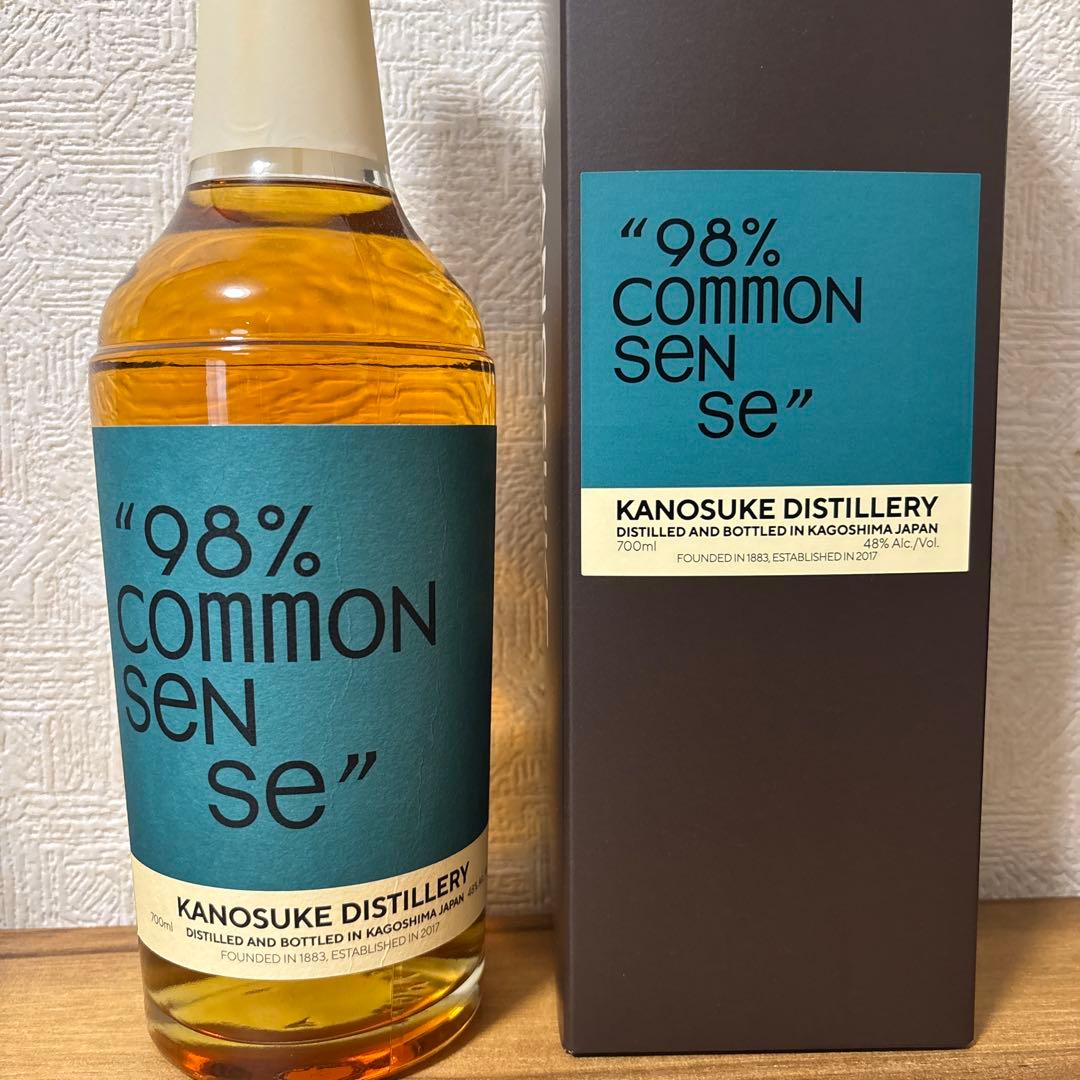 “98%
COMMON
SeN
Se”
KANOSUKE DISTILLERY
DISTILLED AND BOTTLED IN KAGOSHIMA JAPAN
700ml 48%
FOUNDED IN 1883, ESTABLISHED IN 2017
“98%
COMMON
SeN
Se”
KANOSUKE DISTILLERY
DISTILLED AND BOTTLED IN KAGOSHIMA JAPAN
700ml 48% Alc./Vol.
FOUNDED IN 1883, ESTABLISHED IN 2017